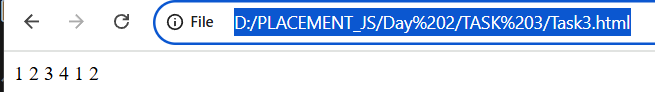 File D:/PLACEMENT_JS/Day%202/TASK%203/Task3.html
1 2 3 4 1 2